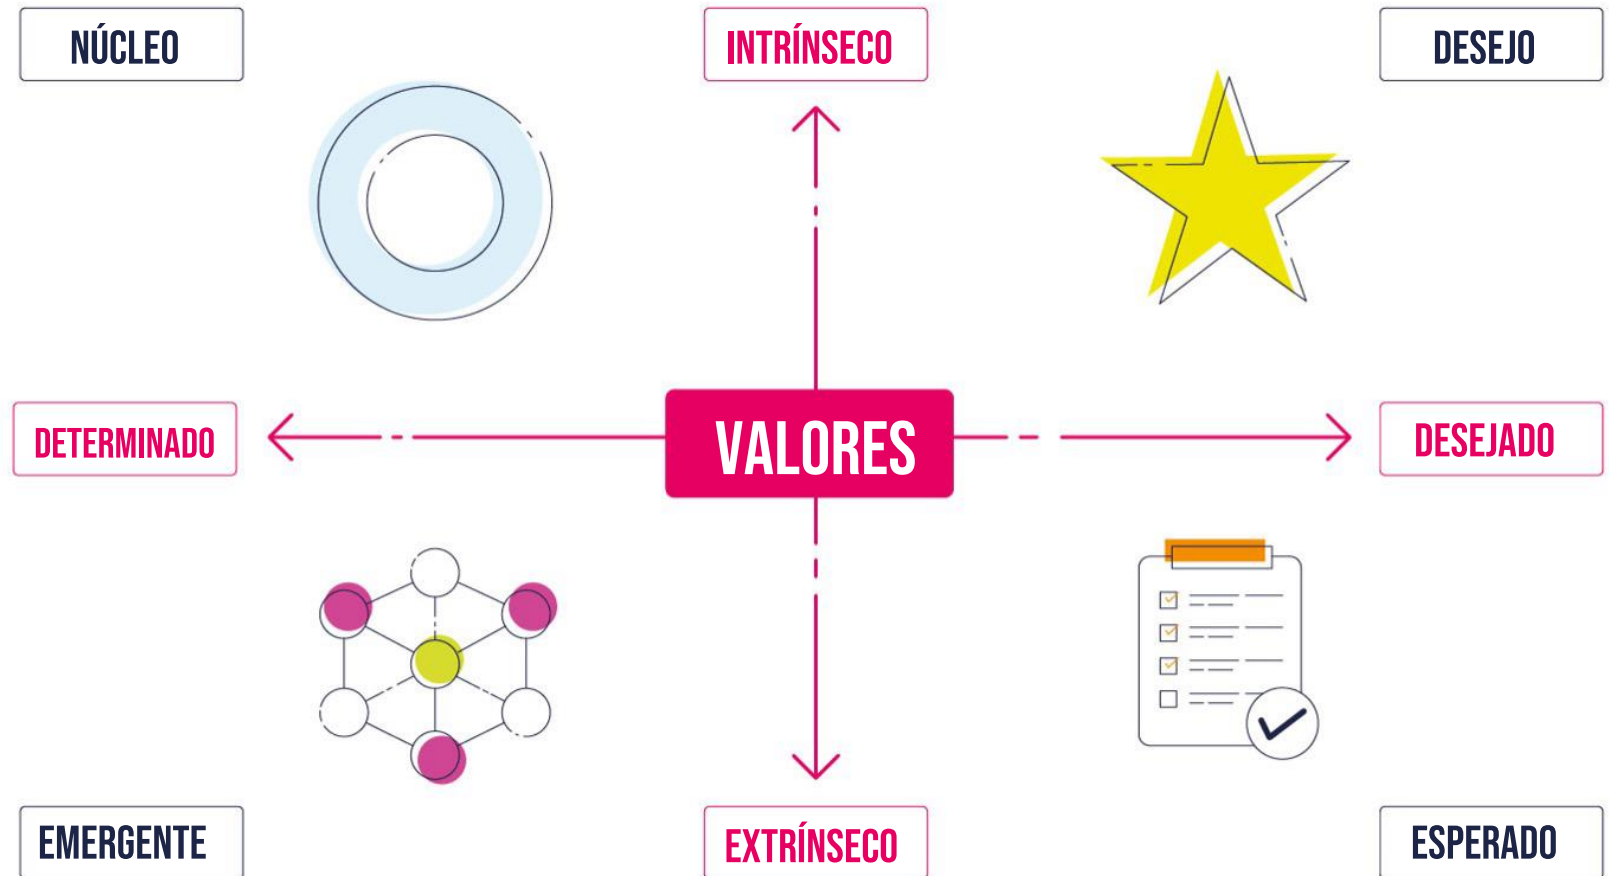 NÚCLEO
INTRÍNSECO
DESEJO
DETERMINADO
VALORES
DESEJADO
EMERGENTE
EXTRÍNSECO
ESPERADO